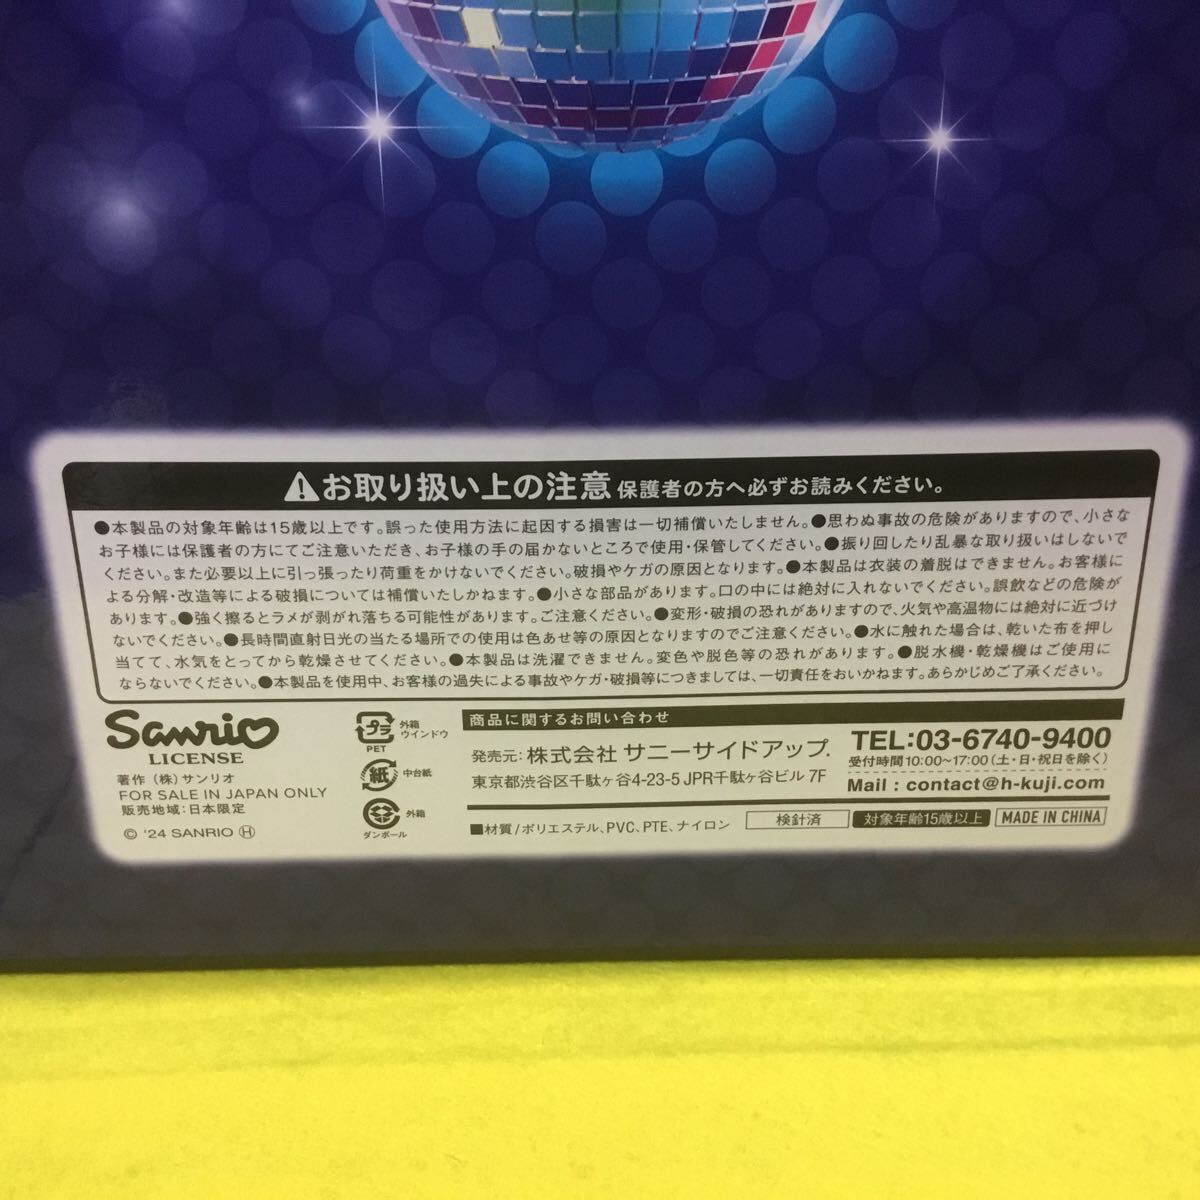 お取り扱い上の注意 保護者の方へ必ずお読みください。
●本製品の対象年齢は15歳以上です。誤った使用方法に起因する損害は一切補償いたしません。●思わぬ事故の危険がありますので、小さな
お子様には保護者の方にてご注意いただき、お子様の手の届かないところで使用・保管してください。●振り回したり乱暴な取り扱いはしないで
ください。また必要以上に引っ張ったり荷重をかけないでください。破損やケガの原因となります。●本製品は衣装の着脱はできません。お客様に
よる分解・改造等による破損については補償いたしかねます。●小さな部品があります。口の中には絶対に入れないでください。誤飲などの危険が
あります。●強く擦るとラメが剥がれ落ちる可能性があります。ご注意ください。●変形・破損の恐れがありますので、火気や高温物には絶対に近づけ
ないでください。●長時間直射日光の当たる場所での使用は色あせ等の原因となりますのでご注意ください。●水に触れた場合は、乾いた布を押し
当てて、水気をとってから乾燥させてください。●本製品は洗濯できません。変色や脱色等の恐れがあります。●脱水機・乾燥機はご使用に
ならないでください。●本製品を使用中、お客様の過失による事故やケガ・破損等につきましては、一切責任をおいかねます。あらかじめご了承ください。
Sanrio
LICENSE
著作（株）サンリオ
FOR SALE IN JAPAN ONLY
販売地域:日本限定
© '24 SANRIO Ⓗ
プラ
外箱
ウインドウ
PET
紙
中台紙
外箱
ダンボール
商品に関するお問い合わせ
発売元: 株式会社 サニーサイドアップ.
東京都渋谷区千駄ヶ谷4-23-5 JPR千駄ヶ谷ビル 7F
TEL:03-6740-9400
受付時間10:00~17:00(土・日・祝日を除く)
Mail : contact@h-kuji.com
■材質/ポリエステル、PVC、PTE、ナイロン
検針済
対象年齢15歳以上
MADE IN CHINA